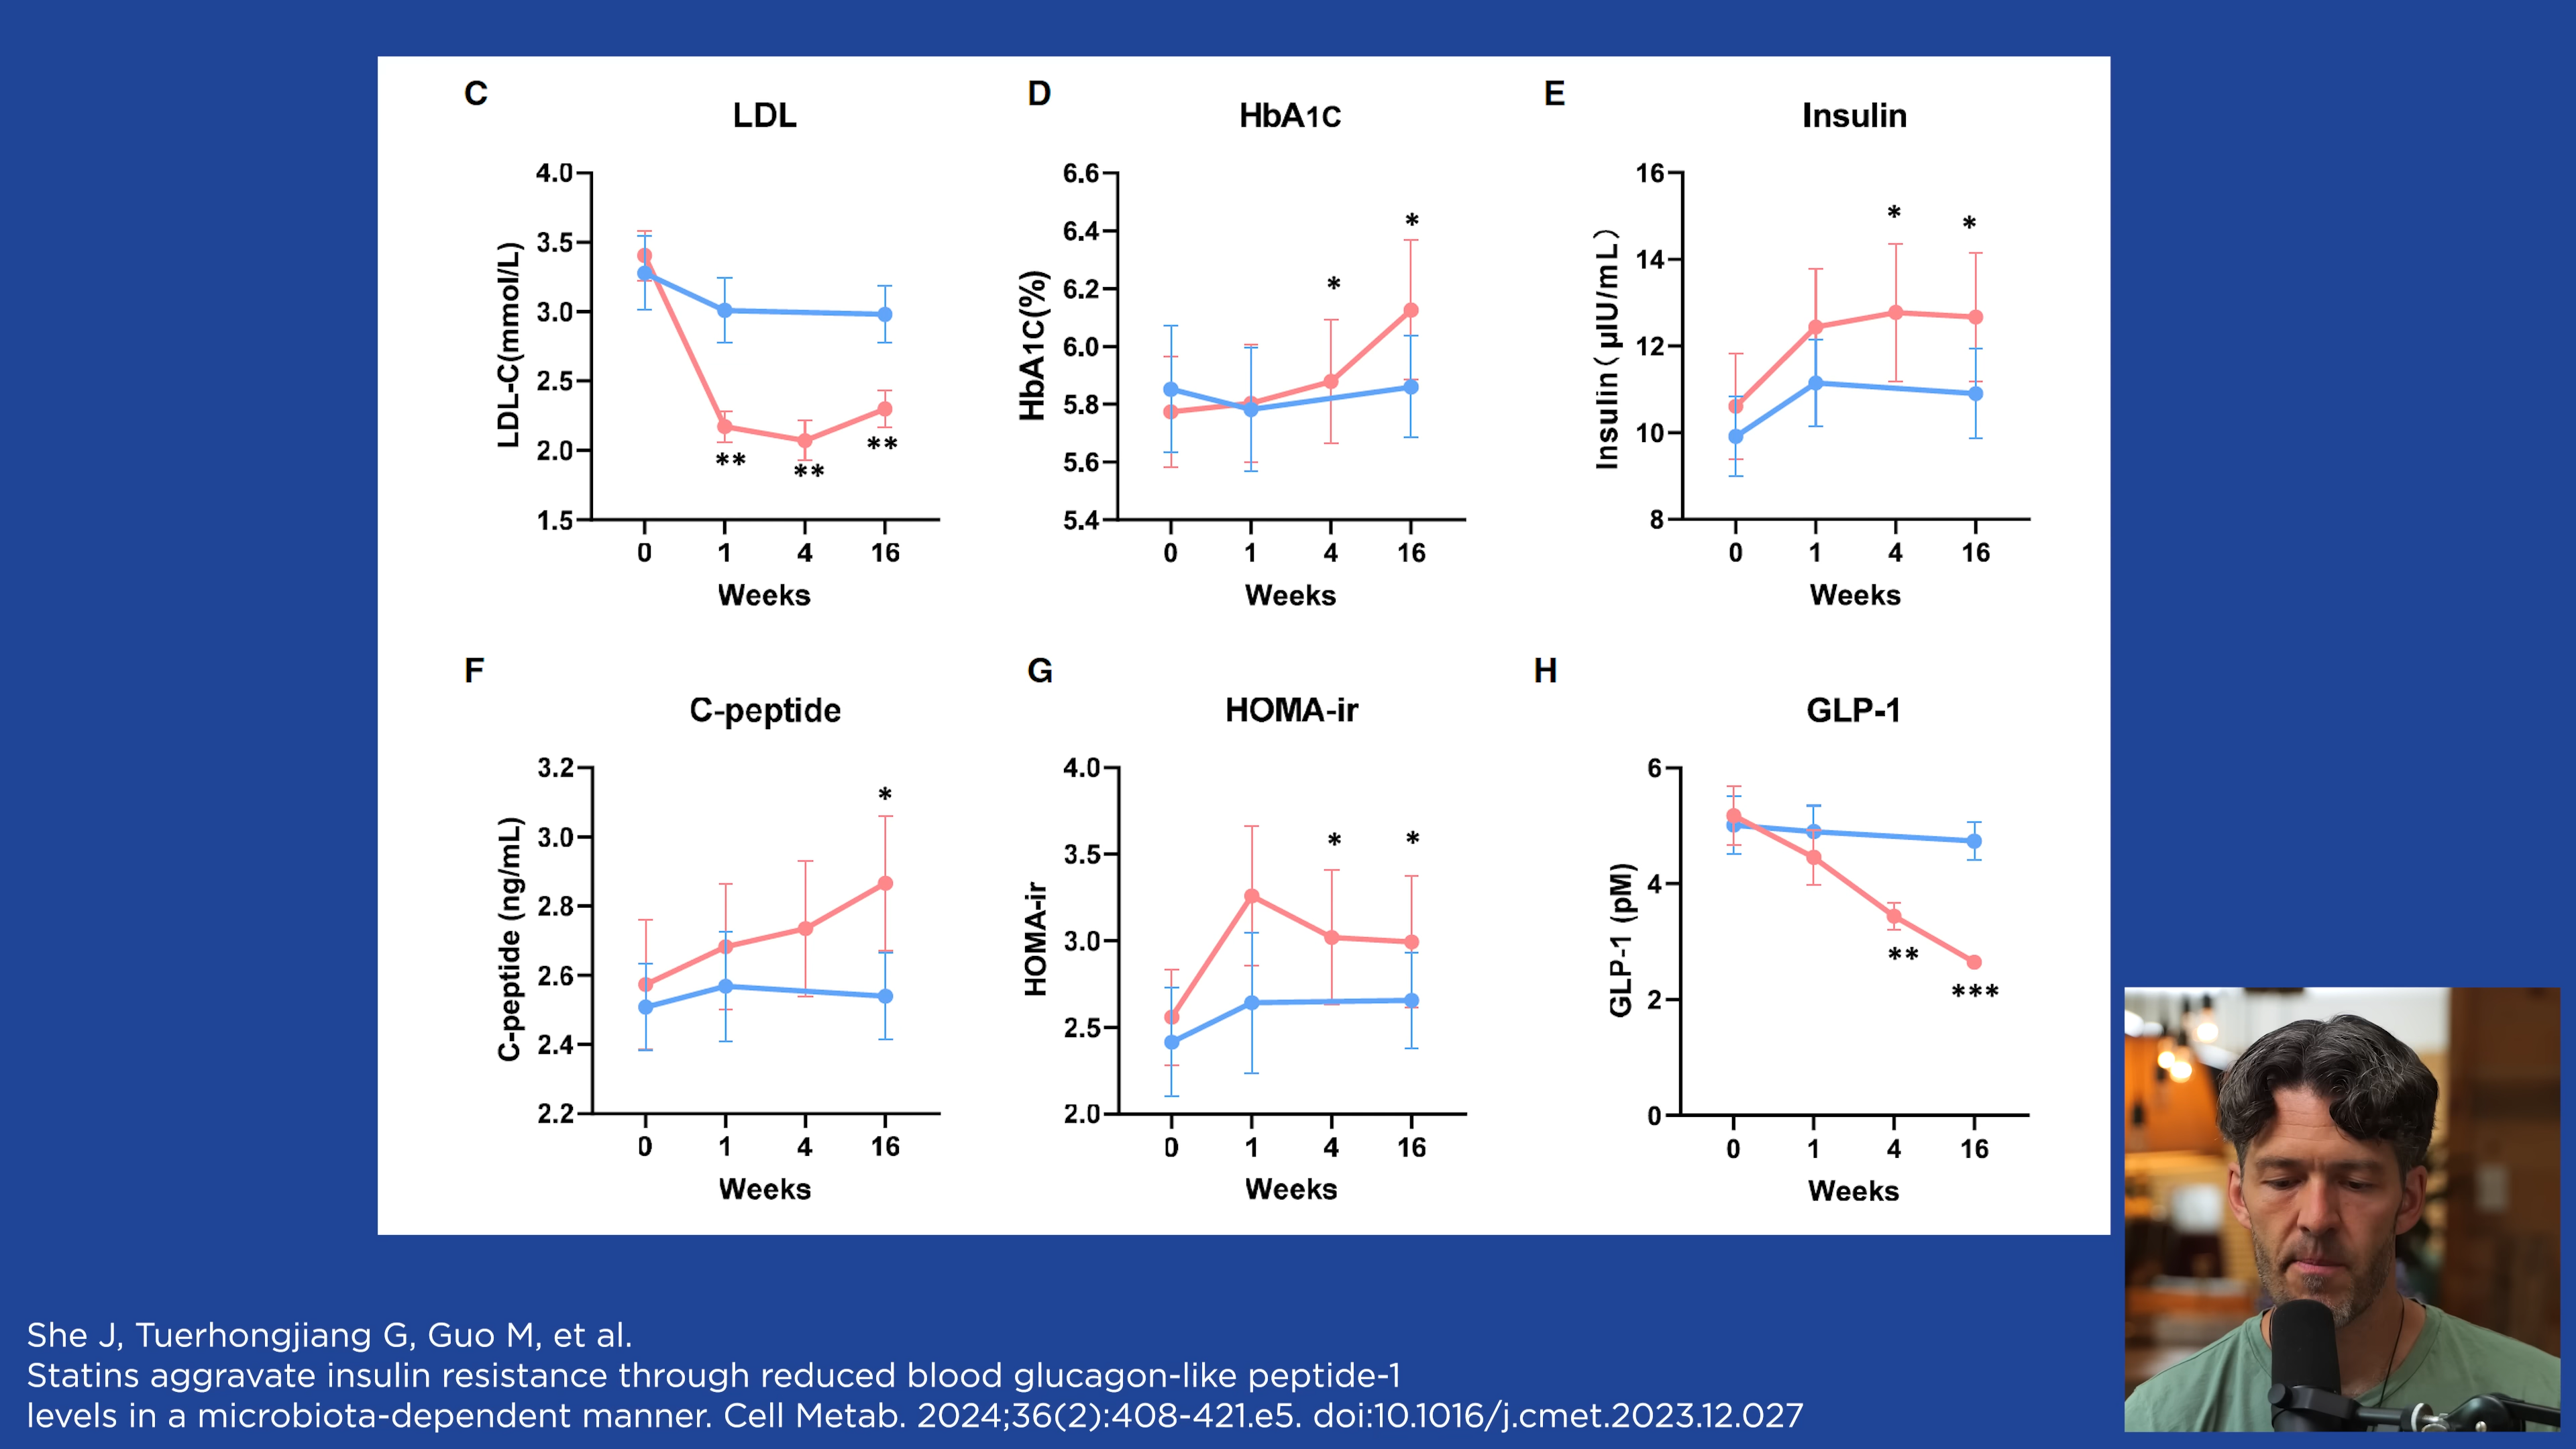 C
LDL
4.0
3.5
3.0
2.5
2.0
1.5
LDL-C(mmol/L)
**
**
**
0 1 4 16
Weeks
D
HbA1C
6.6
6.4
6.2
6.0
5.8
5.6
5.4
HbA1C(%)
*
*
0 1 4 16
Weeks
E
Insulin
16
14
12
10
8
Insulin( μIU/mL)
*
*
0 1 4 16
Weeks
F
C-peptide
3.2
3.0
2.8
2.6
2.4
2.2
C-peptide (ng/mL)
*
0 1 4 16
Weeks
G
HOMA-ir
4.0
3.5
3.0
2.5
2.0
HOMA-ir
*
*
0 1 4 16
Weeks
H
GLP-1
6
4
2
0
GLP-1 (pM)
**
***
0 1 4 16
Weeks
She J, Tuerhongjiang G, Guo M, et al.
Statins aggravate insulin resistance through reduced blood glucagon-like peptide-1
levels in a microbiota-dependent manner. Cell Metab. 2024;36(2):408-421.e5. doi:10.1016/j.cmet.2023.12.027